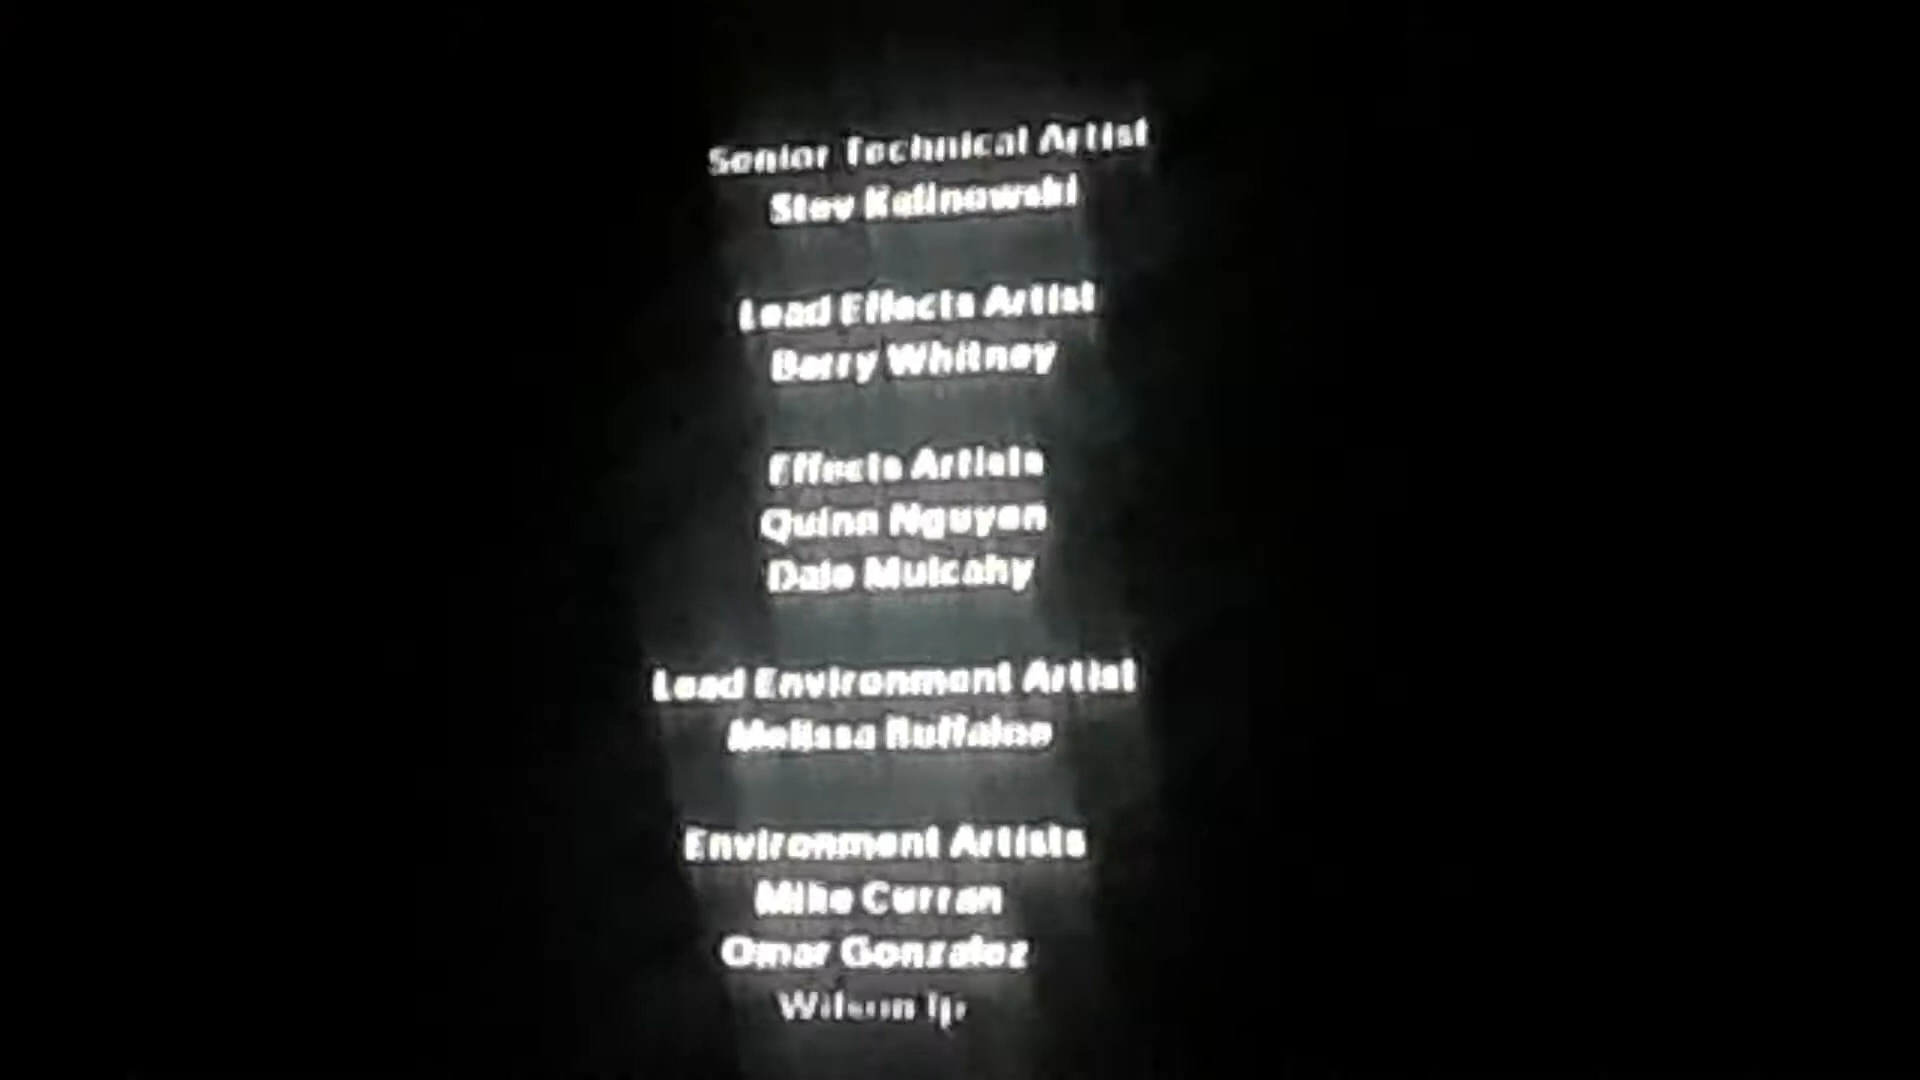 Senior Technical Artist
Stev Kalinowski
Lead Effects Artist
Barry Whitney
Effects Artists
Quinn Nguyen
Dale Mulcahy
Lead Environment Artist
Melissa Buffaloe
Environment Artists
Mike Curran
Omar Gonzalez
Wilson Ip